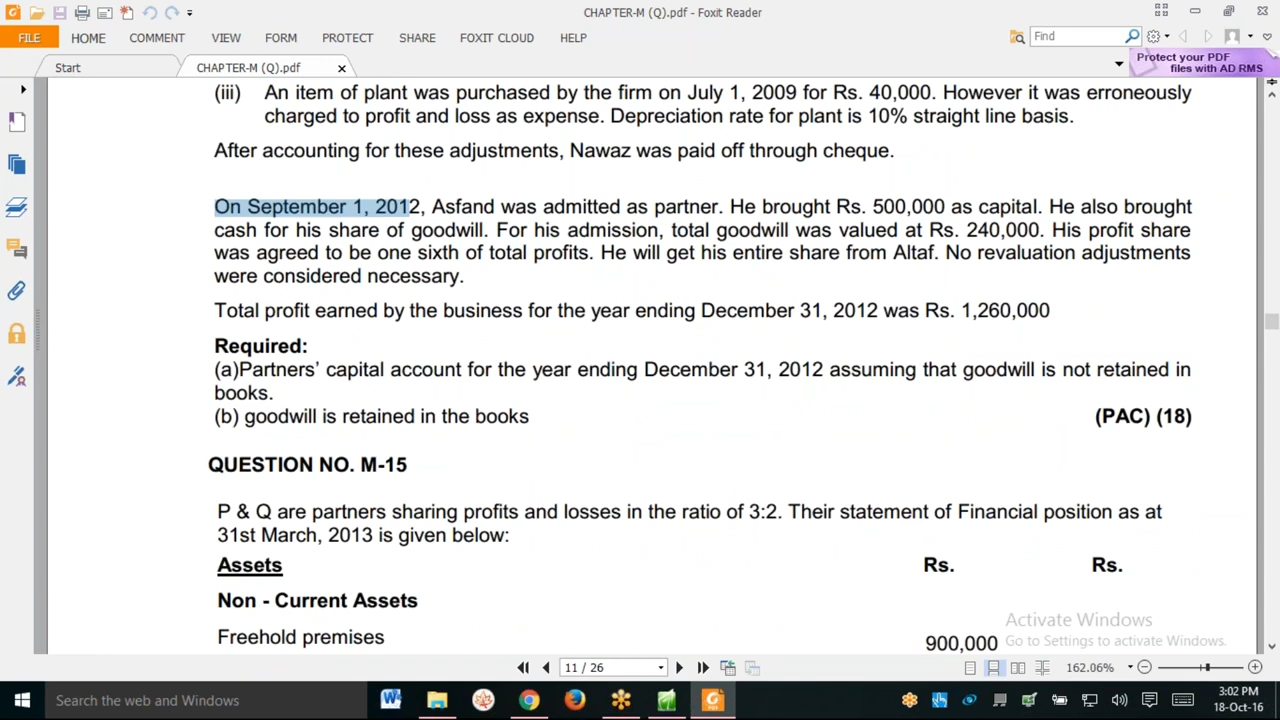 CHAPTER-M (Q).pdf - Foxit Reader
FILE HOME COMMENT VIEW FORM PROTECT SHARE FOXIT CLOUD HELP Find
Start CHAPTER-M (Q).pdf
Protect your PDF
files with AD RMS
(iii) An item of plant was purchased by the firm on July 1, 2009 for Rs. 40,000. However it was erroneously
charged to profit and loss as expense. Depreciation rate for plant is 10% straight line basis.
After accounting for these adjustments, Nawaz was paid off through cheque.
On September 1, 2012, Asfand was admitted as partner. He brought Rs. 500,000 as capital. He also brought
cash for his share of goodwill. For his admission, total goodwill was valued at Rs. 240,000. His profit share
was agreed to be one sixth of total profits. He will get his entire share from Altaf. No revaluation adjustments
were considered necessary.
Total profit earned by the business for the year ending December 31, 2012 was Rs. 1,260,000
Required:
(a)Partners' capital account for the year ending December 31, 2012 assuming that goodwill is not retained in
books.
(b) goodwill is retained in the books (PAC) (18)
QUESTION NO. M-15
P & Q are partners sharing profits and losses in the ratio of 3:2. Their statement of Financial position as at
31st March, 2013 is given below:
Assets Rs. Rs.
Non - Current Assets
Freehold premises 900,000
Activate Windows
Go to Settings to activate Windows.
11 / 26 162.06%
Search the web and Windows
3:02 PM
18-Oct-16